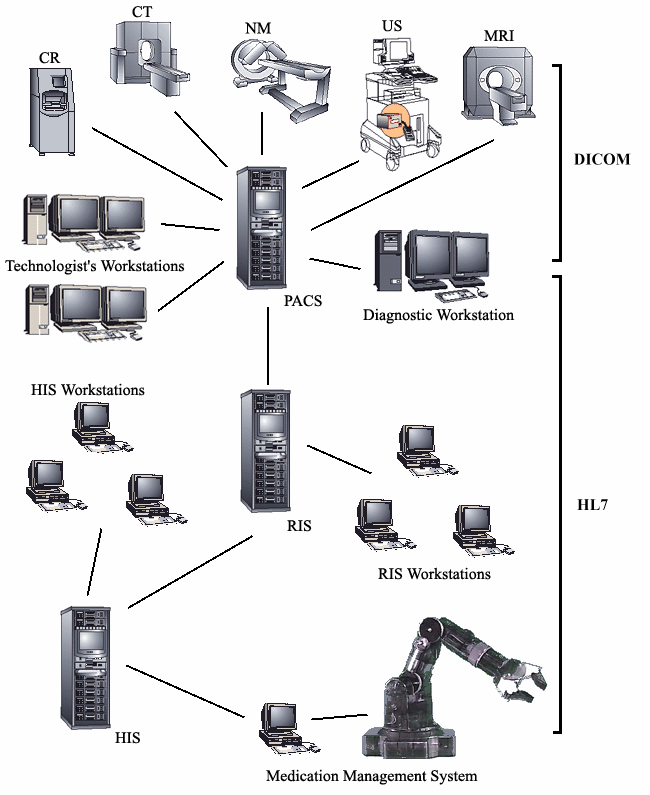 CT
NM
US
CR
MRI
DICOM
Technologist's Workstations
PACS
Diagnostic Workstation
HIS Workstations
HL7
RIS
RIS Workstations
HIS
Medication Management System